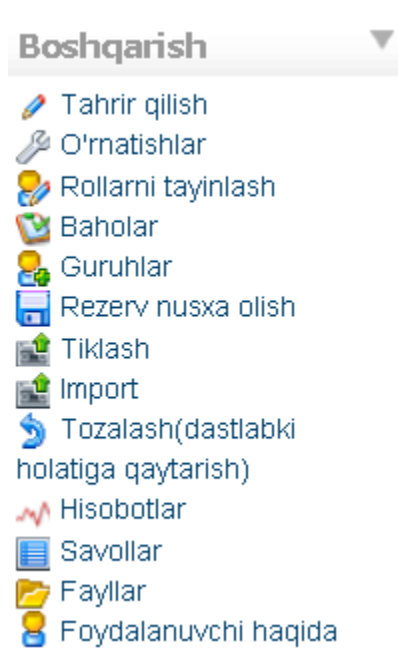 Boshqarish
Tahrir qilish
O'rnatishlar
Rollarni tayinlash
Baholar
Guruhlar
Rezerv nusxa olish
Tiklash
Import
Tozalash(dastlabki
holatiga qaytarish)
Hisobotlar
Savollar
Fayllar
Foydalanuvchi haqida